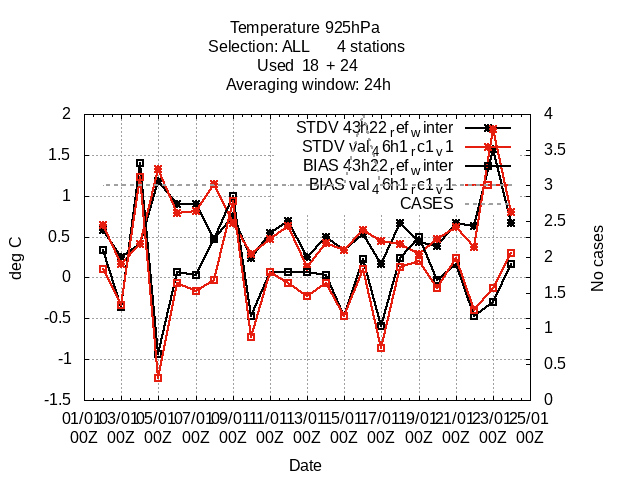 Temperature 925hPa
Selection: ALL 4 stations
Used 18 + 24
Averaging window: 24h
STDV 43h22refwinter
STDV val46h1rc1v1
BIAS 43h22refwinter
BIAS val46h1rc1v1
CASES
deg C
2
1.5
1
0.5
0
-0.5
-1
-1.5
No cases
4
3.5
3
2.5
2
1.5
1
0.5
0
01/01 03/01 05/01 07/01 09/01 11/01 13/01 15/01 17/01 19/01 21/01 23/01 25/01
00Z 00Z 00Z 00Z 00Z 00Z 00Z 00Z 00Z 00Z 00Z 00Z 00Z
Date